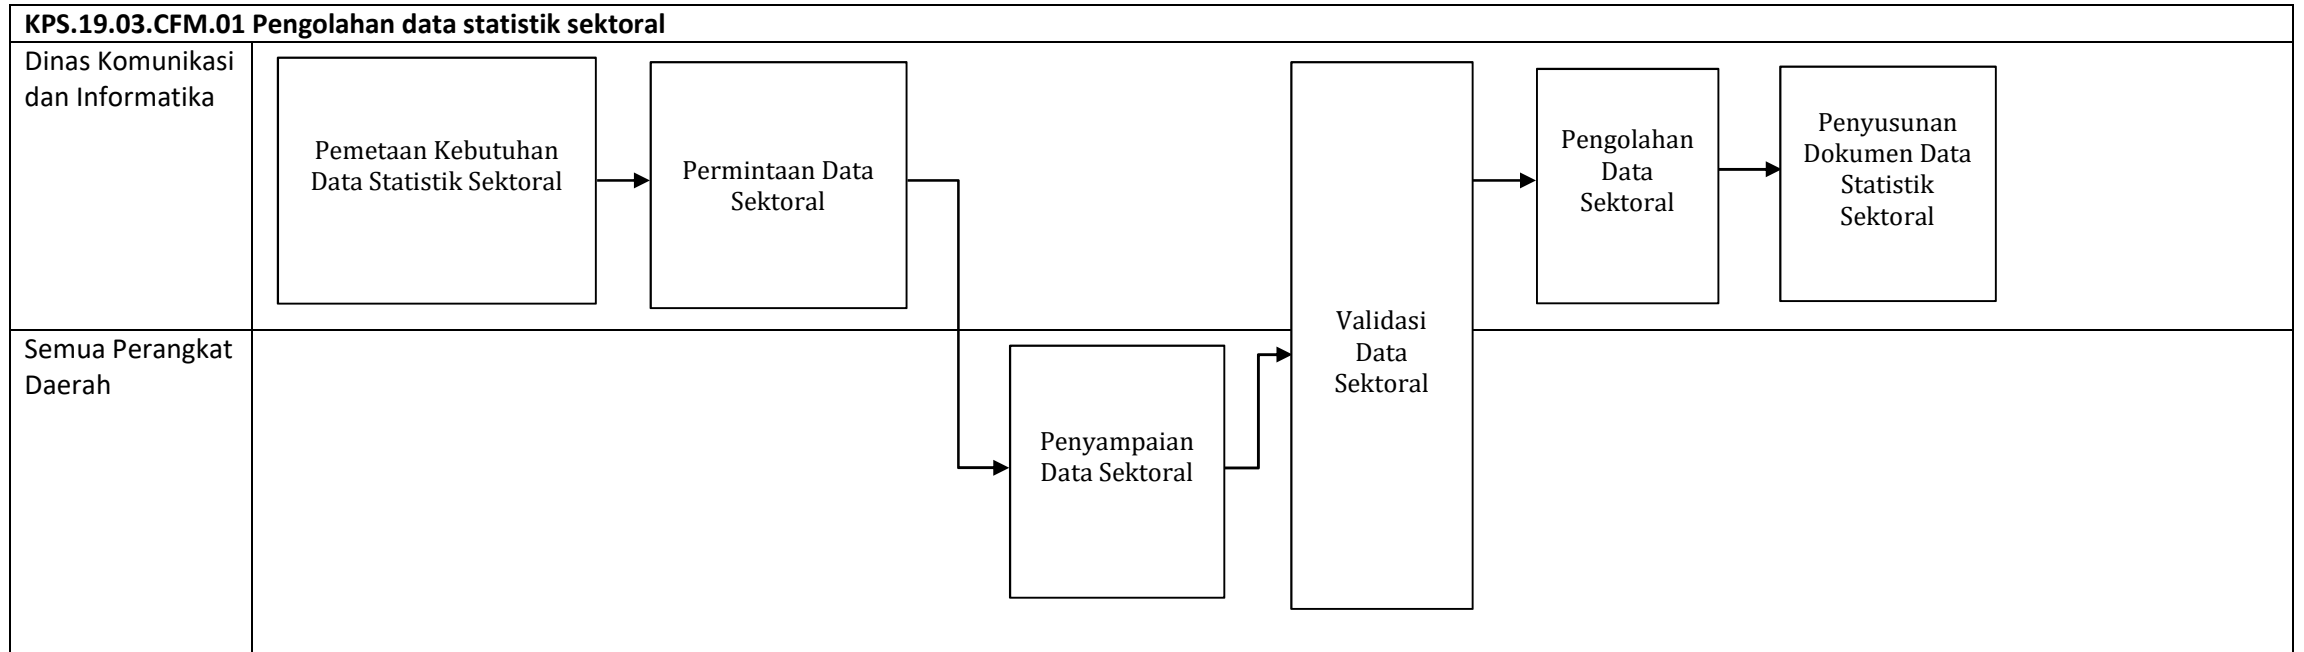 KPS.19.03.CFM.01 Pengolahan data statistik sektoral
Dinas Komunikasi
dan Informatika
Pemetaan Kebutuhan
Data Statistik Sektoral
Permintaan Data
Sektoral
Pengolahan
Data
Sektoral
Penyusunan
Dokumen Data
Statistik
Sektoral
Semua Perangkat
Daerah
Penyampaian
Data Sektoral
Validasi
Data
Sektoral